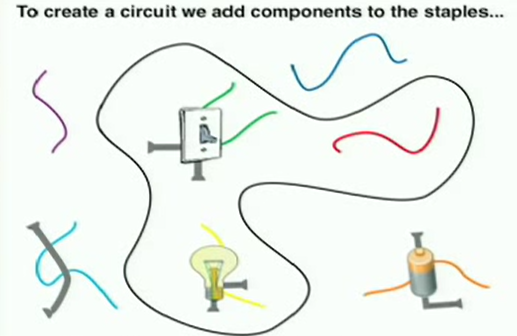 To create a circuit we add components to the staples...